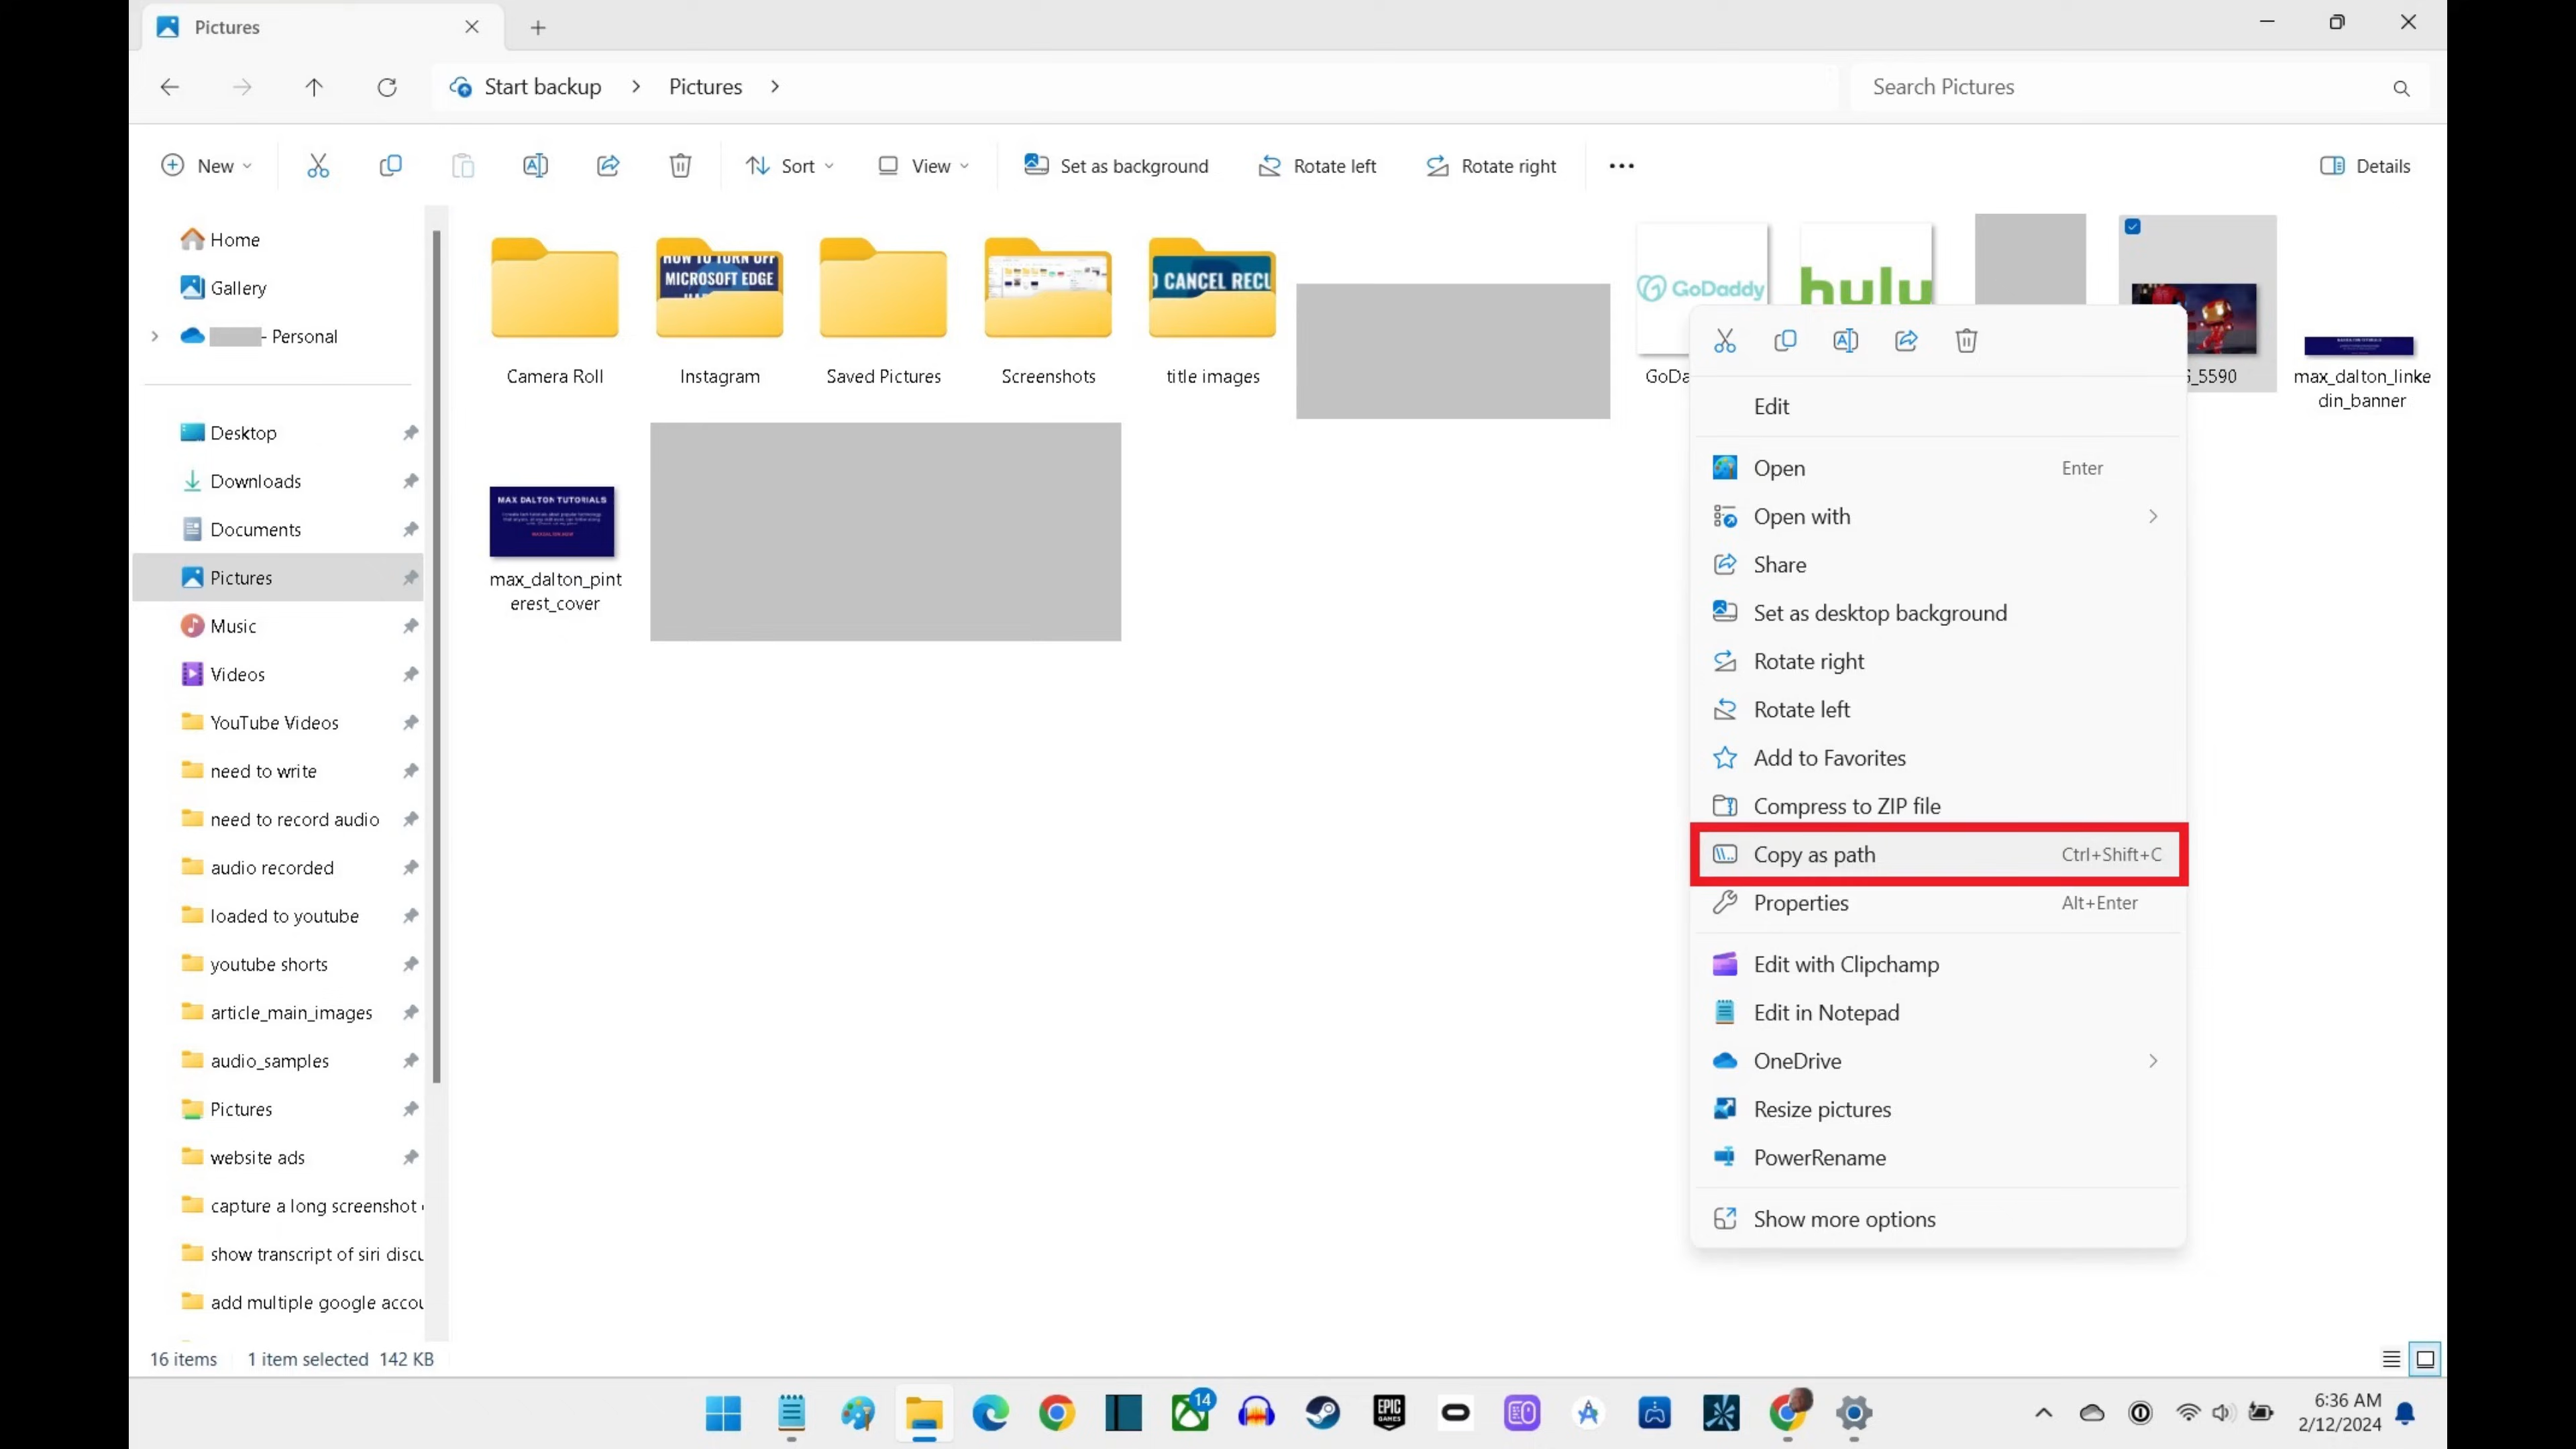 Pictures
Start backup
Pictures
Search Pictures
New
Sort
View
Set as background
Rotate left
Rotate right
Details
Home
Gallery
- Personal
Desktop
Downloads
Documents
Pictures
Music
Videos
YouTube Videos
need to write
need to record audio
audio recorded
loaded to youtube
youtube shorts
article_main_images
audio_samples
Pictures
website ads
capture a long screenshot
show transcript of siri discu
add multiple google accou
HOW TO TURN OFF
MICROSOFT EDGE
CANCEL RECU
GoDaddy
hulu
Camera Roll
Instagram
Saved Pictures
Screenshots
title images
GoDa
_5590
max_dalton_linke
din_banner
MAX DALTON TUTORIALS
max_dalton_pint
erest_cover
Edit
Open Enter
Open with
Share
Set as desktop background
Rotate right
Rotate left
Add to Favorites
Compress to ZIP file
Copy as path Ctrl+Shift+C
Properties Alt+Enter
Edit with Clipchamp
Edit in Notepad
OneDrive
Resize pictures
PowerRename
Show more options
16 items 1 item selected 142 KB
14
EPIC
GAMES
6:36 AM
2/12/2024